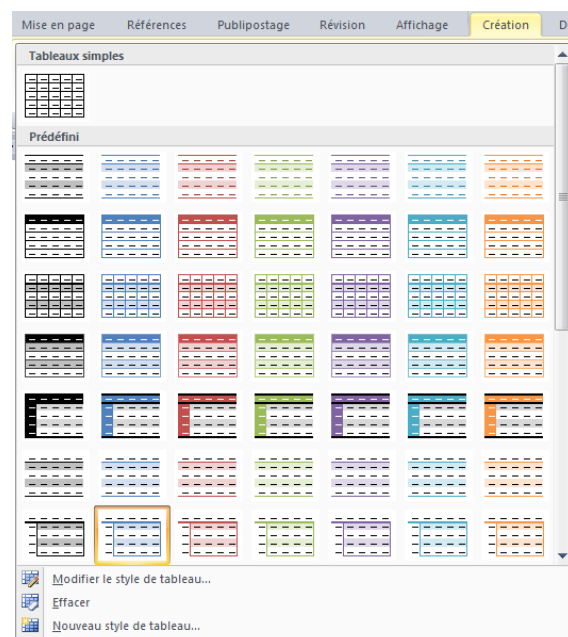 Mise en page Références Publipostage Révision Affichage Création D
Tableaux simples
Prédéfini
Modifier le style de tableau...
Effacer
Nouveau style de tableau...